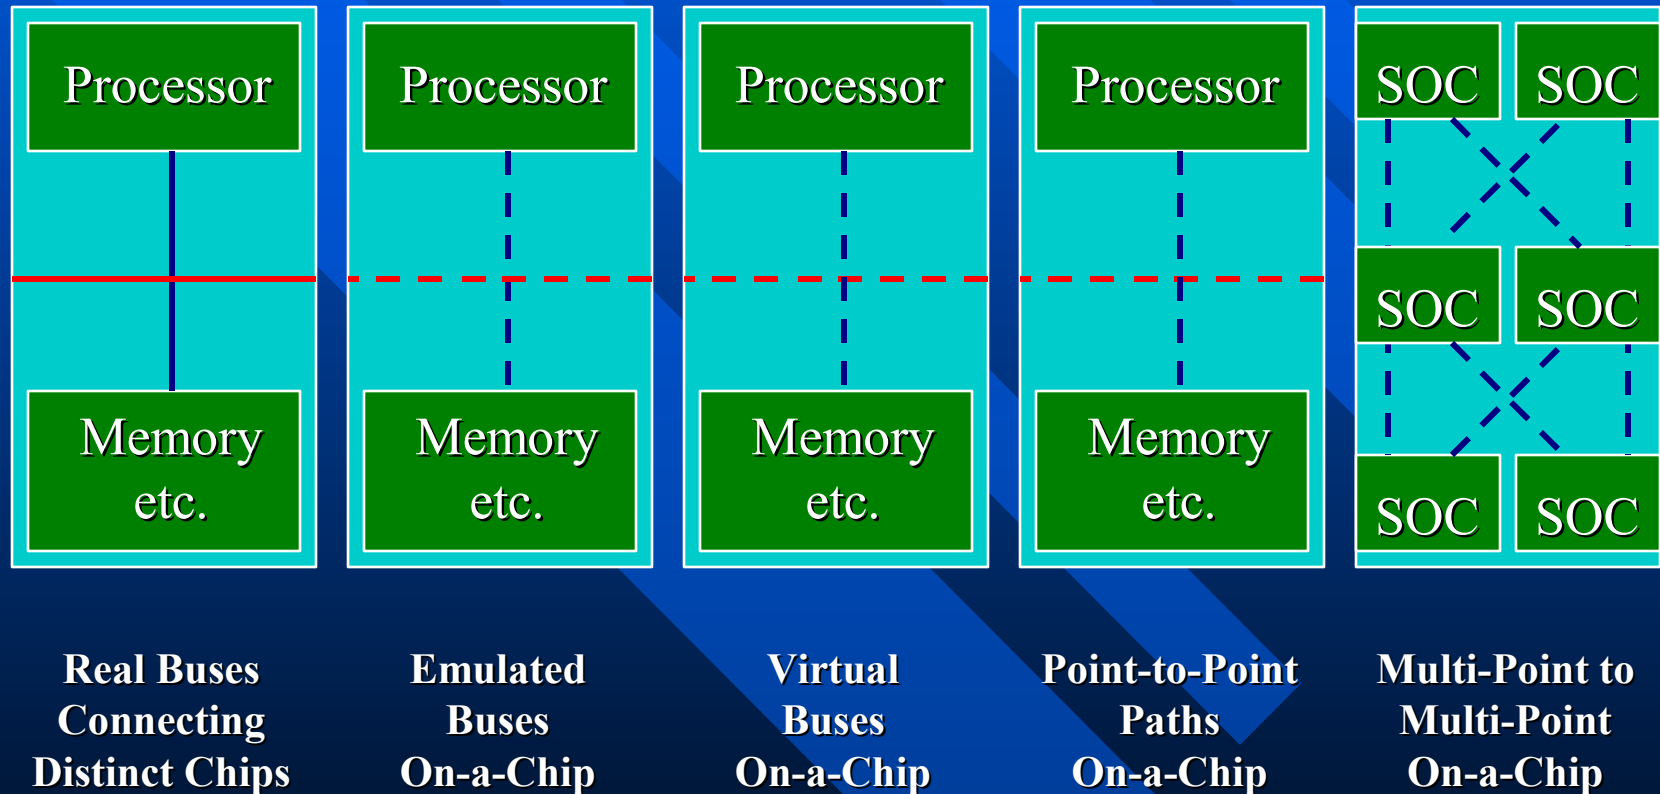 Processor
Processor
Processor
Processor
SOC
SOC
SOC
SOC
Memory
etc.
Memory
etc.
Memory
etc.
Memory
etc.
SOC
SOC
Real Buses
Connecting
Distinct Chips
Emulated
Buses
On-a-Chip
Virtual
Buses
On-a-Chip
Point-to-Point
Paths
On-a-Chip
Multi-Point to
Multi-Point
On-a-Chip